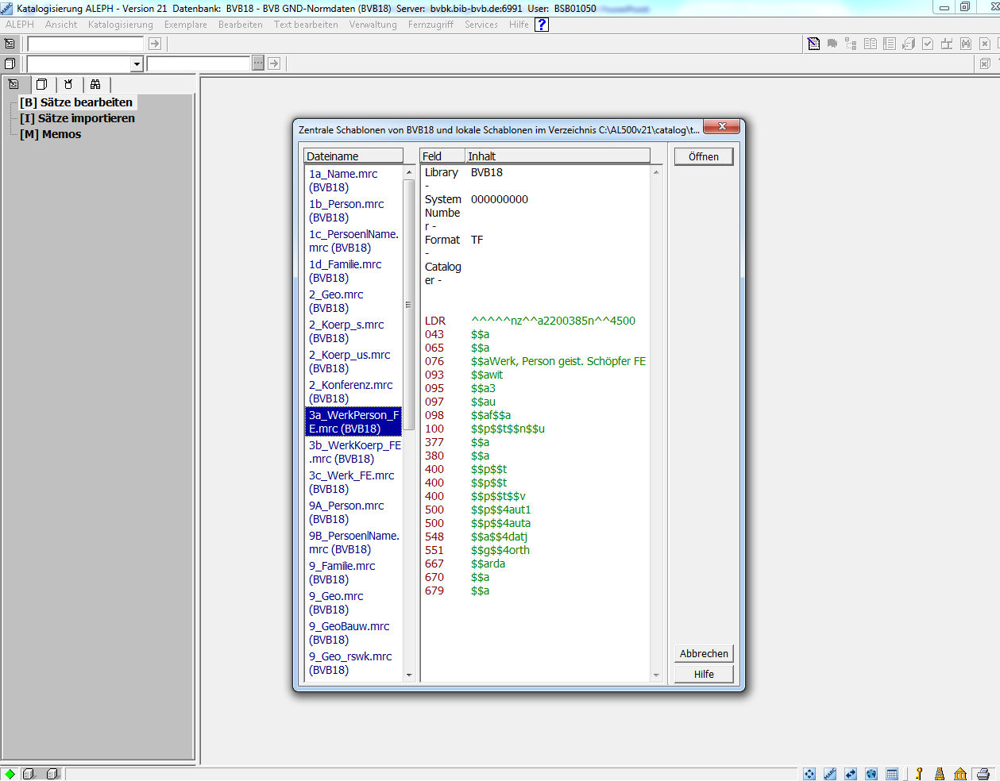 Katalogisierung ALEPH - Version 21  Datenbank:  BVB18 - BVB GND-Normdaten (BVB18)  Server:  bvbk.bib-bvb.de:6991  User:  BSB01050
ALEPH Ansicht Katalogisierung Exemplare Bearbeiten Text bearbeiten Verwaltung Fernzugriff Services Hilfe ?
[B] Sätze bearbeiten
[I] Sätze importieren
[M] Memos
Zentrale Schablonen von BVB18 und lokale Schablonen im Verzeichnis C:\AL500v21\catalog\t...
Dateiname
1a_Name.mrc
(BVB18)
1b_Person.mrc
(BVB18)
1c_PersoenlName.
mrc (BVB18)
1d_Familie.mrc
(BVB18)
2_Geo.mrc
(BVB18)
2_Koerp_s.mrc
(BVB18)
2_Koerp_us.mrc
(BVB18)
2_Konferenz.mrc
(BVB18)
3a_WerkPerson_F
E.mrc (BVB18)
3b_WerkKoerp_FE
.mrc (BVB18)
3c_Werk_FE.mrc
(BVB18)
9A_Person.mrc
(BVB18)
9B_PersoenlName.
mrc (BVB18)
9_Familie.mrc
(BVB18)
9_Geo.mrc
(BVB18)
9_GeoBauw.mrc
(BVB18)
9_Geo_rswk.mrc
(BVB18)
Feld Inhalt
Library BVB18
-
System 000000000
Numbe
r -
Format TF
-
Catalog
er -
LDR ^^^^^nz^^a2200385n^^4500
043 $$a
065 $$a
076 $$aWerk, Person geist. Schöpfer FE
093 $$awit
095 $$a3
097 $$au
098 $$af$$a
100 $$p$$t$$n$$u
377 $$a
380 $$a
400 $$p$$t
400 $$p$$t
400 $$p$$t$$v
500 $$p$$4aut1
500 $$p$$4auta
548 $$a$$4datj
551 $$g$$4orth
667 $$arda
670 $$a
679 $$a
Öffnen
Abbrechen
Hilfe